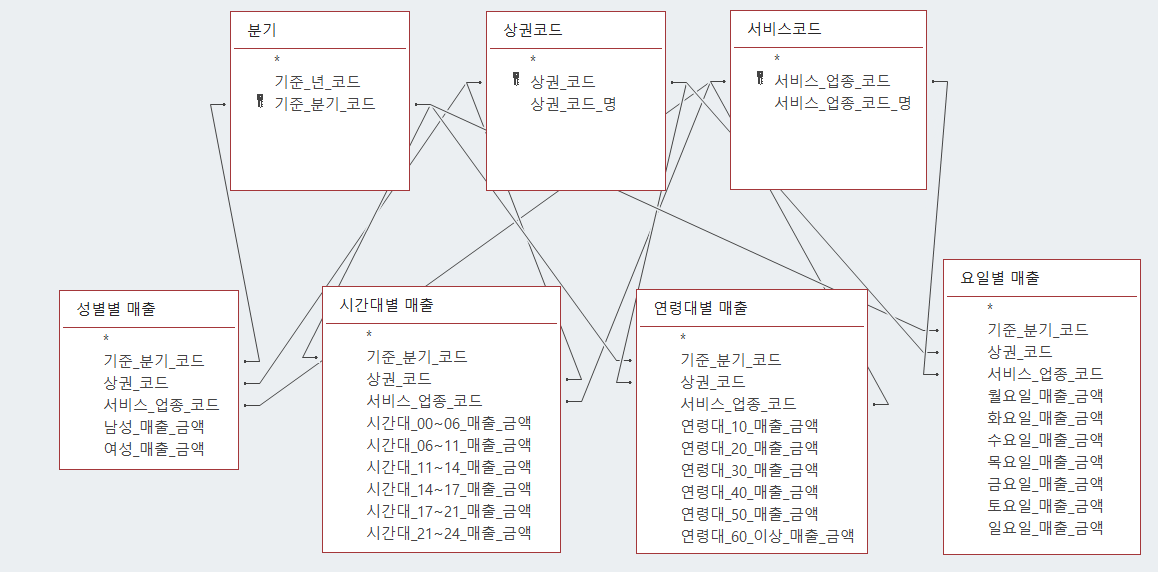 분기
*
기준_년_코드
기준_분기_코드
상권코드
*
상권_코드
상권_코드_명
서비스코드
*
서비스_업종_코드
서비스_업종_코드_명
성별별 매출
*
기준_분기_코드
상권_코드
서비스_업종_코드
남성_매출_금액
여성_매출_금액
시간대별 매출
*
기준_분기_코드
상권_코드
서비스_업종_코드
시간대_00~06_매출_금액
시간대_06~11_매출_금액
시간대_11~14_매출_금액
시간대_14~17_매출_금액
시간대_17~21_매출_금액
시간대_21~24_매출_금액
연령대별 매출
*
기준_분기_코드
상권_코드
서비스_업종_코드
연령대_10_매출_금액
연령대_20_매출_금액
연령대_30_매출_금액
연령대_40_매출_금액
연령대_50_매출_금액
연령대_60_이상_매출_금액
요일별 매출
*
기준_분기_코드
상권_코드
서비스_업종_코드
월요일_매출_금액
화요일_매출_금액
수요일_매출_금액
목요일_매출_금액
금요일_매출_금액
토요일_매출_금액
일요일_매출_금액